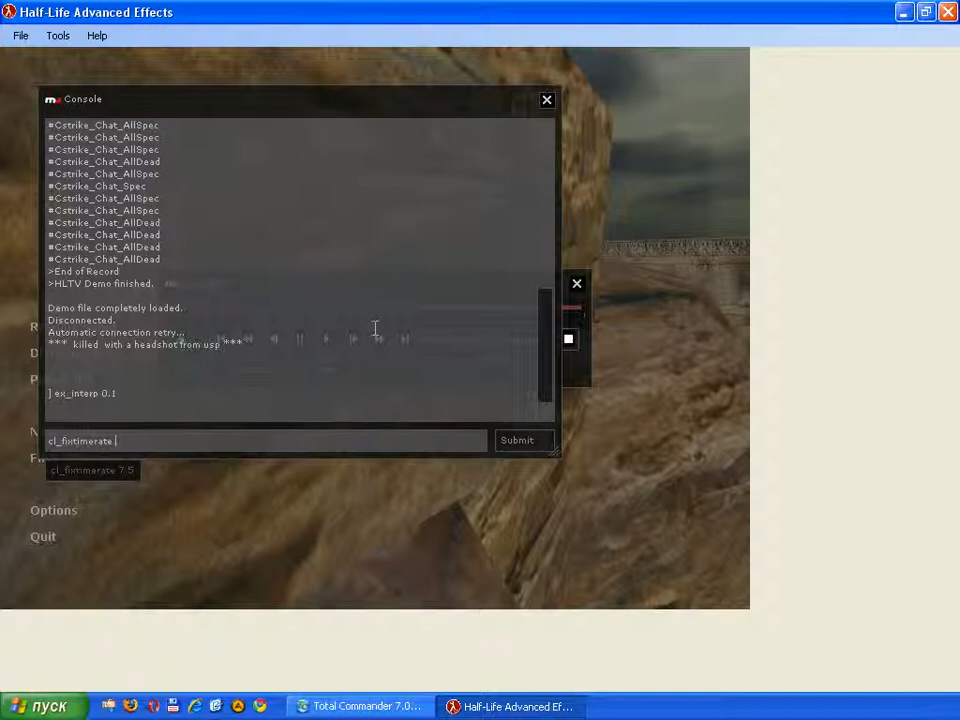 Half-Life Advanced Effects
File Tools Help
Console
#Cstrike_Chat_AllSpec
#Cstrike_Chat_AllSpec
#Cstrike_Chat_AllSpec
#Cstrike_Chat_AllDead
#Cstrike_Chat_AllSpec
#Cstrike_Chat_Spec
#Cstrike_Chat_AllSpec
#Cstrike_Chat_AllSpec
#Cstrike_Chat_AllDead
#Cstrike_Chat_AllDead
#Cstrike_Chat_AllDead
#Cstrike_Chat_AllDead
>End of Record
>HLTV Demo finished.
Demo file completely loaded.
Disconnected.
Automatic connection retry...
*** killed with a headshot from usp ***
] ex_interp 0.1
cl_fixtimerate
Submit
cl_fixtimerate 7.5
Options
Quit
пуск
Total Commander 7.0...
Half-Life Advanced Ef...